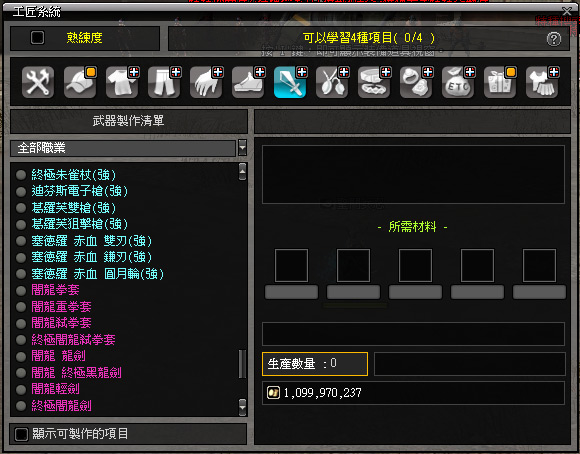 工匠系統
熟練度
可以學習4種項目( 0/4 )
?
ETC
武器製作清單
全部職業
終極朱雀杖(強)
迪芬斯電子槍(強)
葛羅芙雙槍(強)
葛羅芙狙擊槍(強)
塞德羅 赤血 雙刃(強)
塞德羅 赤血 鐮刃(強)
塞德羅 赤血 圓月輪(強)
闇龍拳套
闇龍重拳套
闇龍弒拳套
終極闇龍弒拳套
闇龍 龍劍
闇龍 終極黑龍劍
闇龍輕劍
終極闇龍劍
顯示可製作的項目
- 所需材料 -
生產數量 :0
1,099,970,237